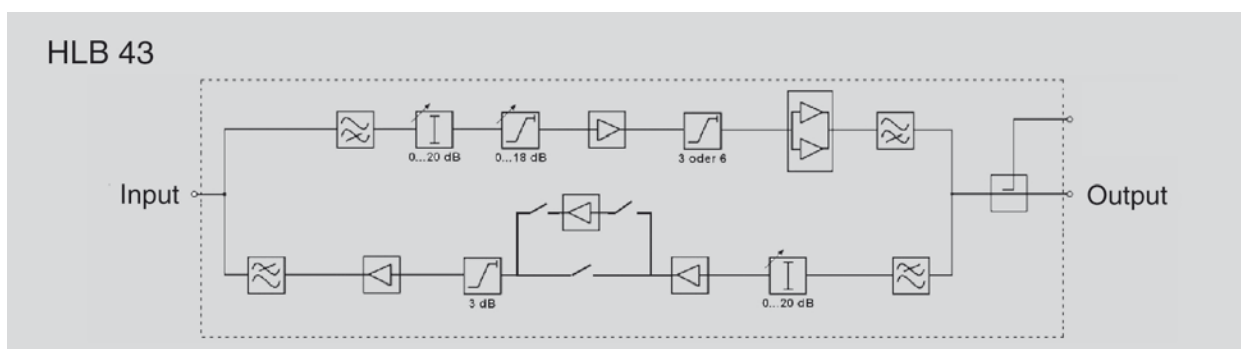 HLB 43
0...20 dB
0...18 dB
3 oder 6
Input
Output
3 dB
0...20 dB